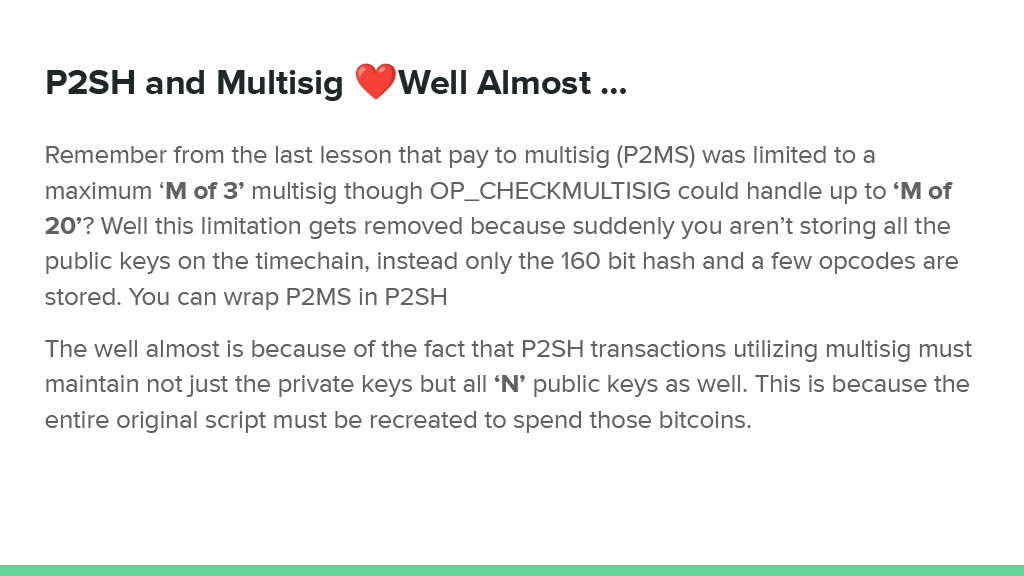 P2SH and Multisig ❤️Well Almost ...
Remember from the last lesson that pay to multisig (P2MS) was limited to a
maximum ‘M of 3’ multisig though OP_CHECKMULTISIG could handle up to ‘M of
20’? Well this limitation gets removed because suddenly you aren’t storing all the
public keys on the timechain, instead only the 160 bit hash and a few opcodes are
stored. You can wrap P2MS in P2SH
The well almost is because of the fact that P2SH transactions utilizing multisig must
maintain not just the private keys but all ‘N’ public keys as well. This is because the
entire original script must be recreated to spend those bitcoins.